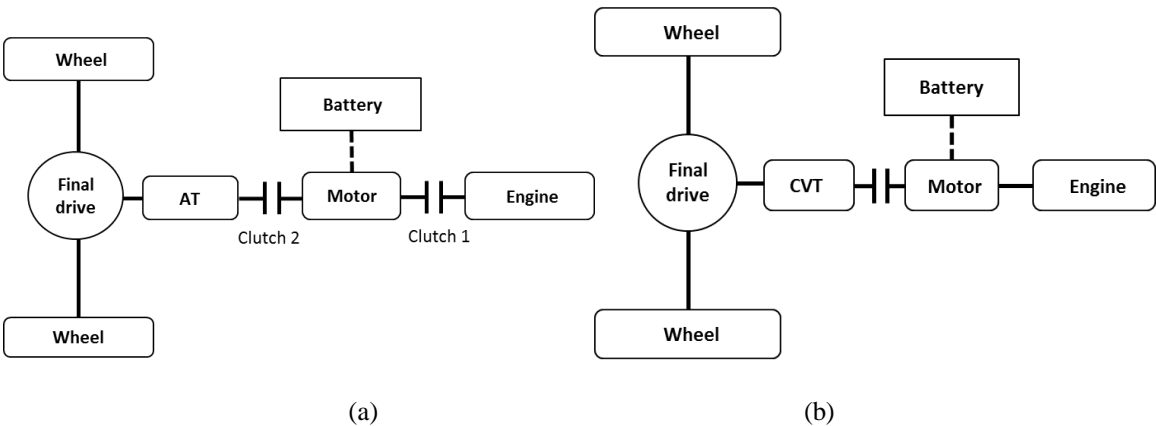 Wheel
Battery
Final
drive
AT
Motor
Engine
Clutch 2
Clutch 1
Wheel
(a)
Wheel
Battery
Final
drive
CVT
Motor
Engine
Wheel
(b)